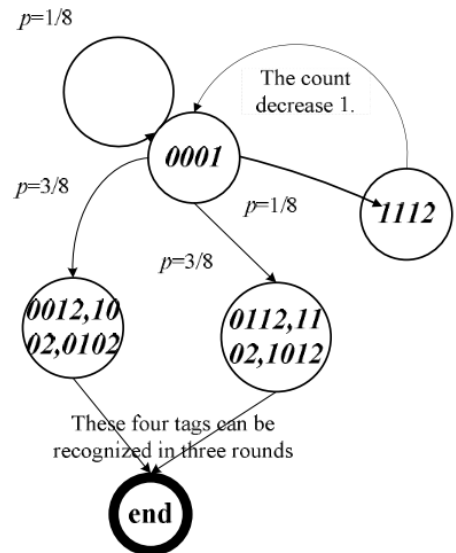 p=1/8
The count
decrease 1.
0001
p=3/8
p=1/8
1112
p=3/8
0012,10
02,0102
0112,11
02,1012
These four tags can be
recognized in three rounds
end